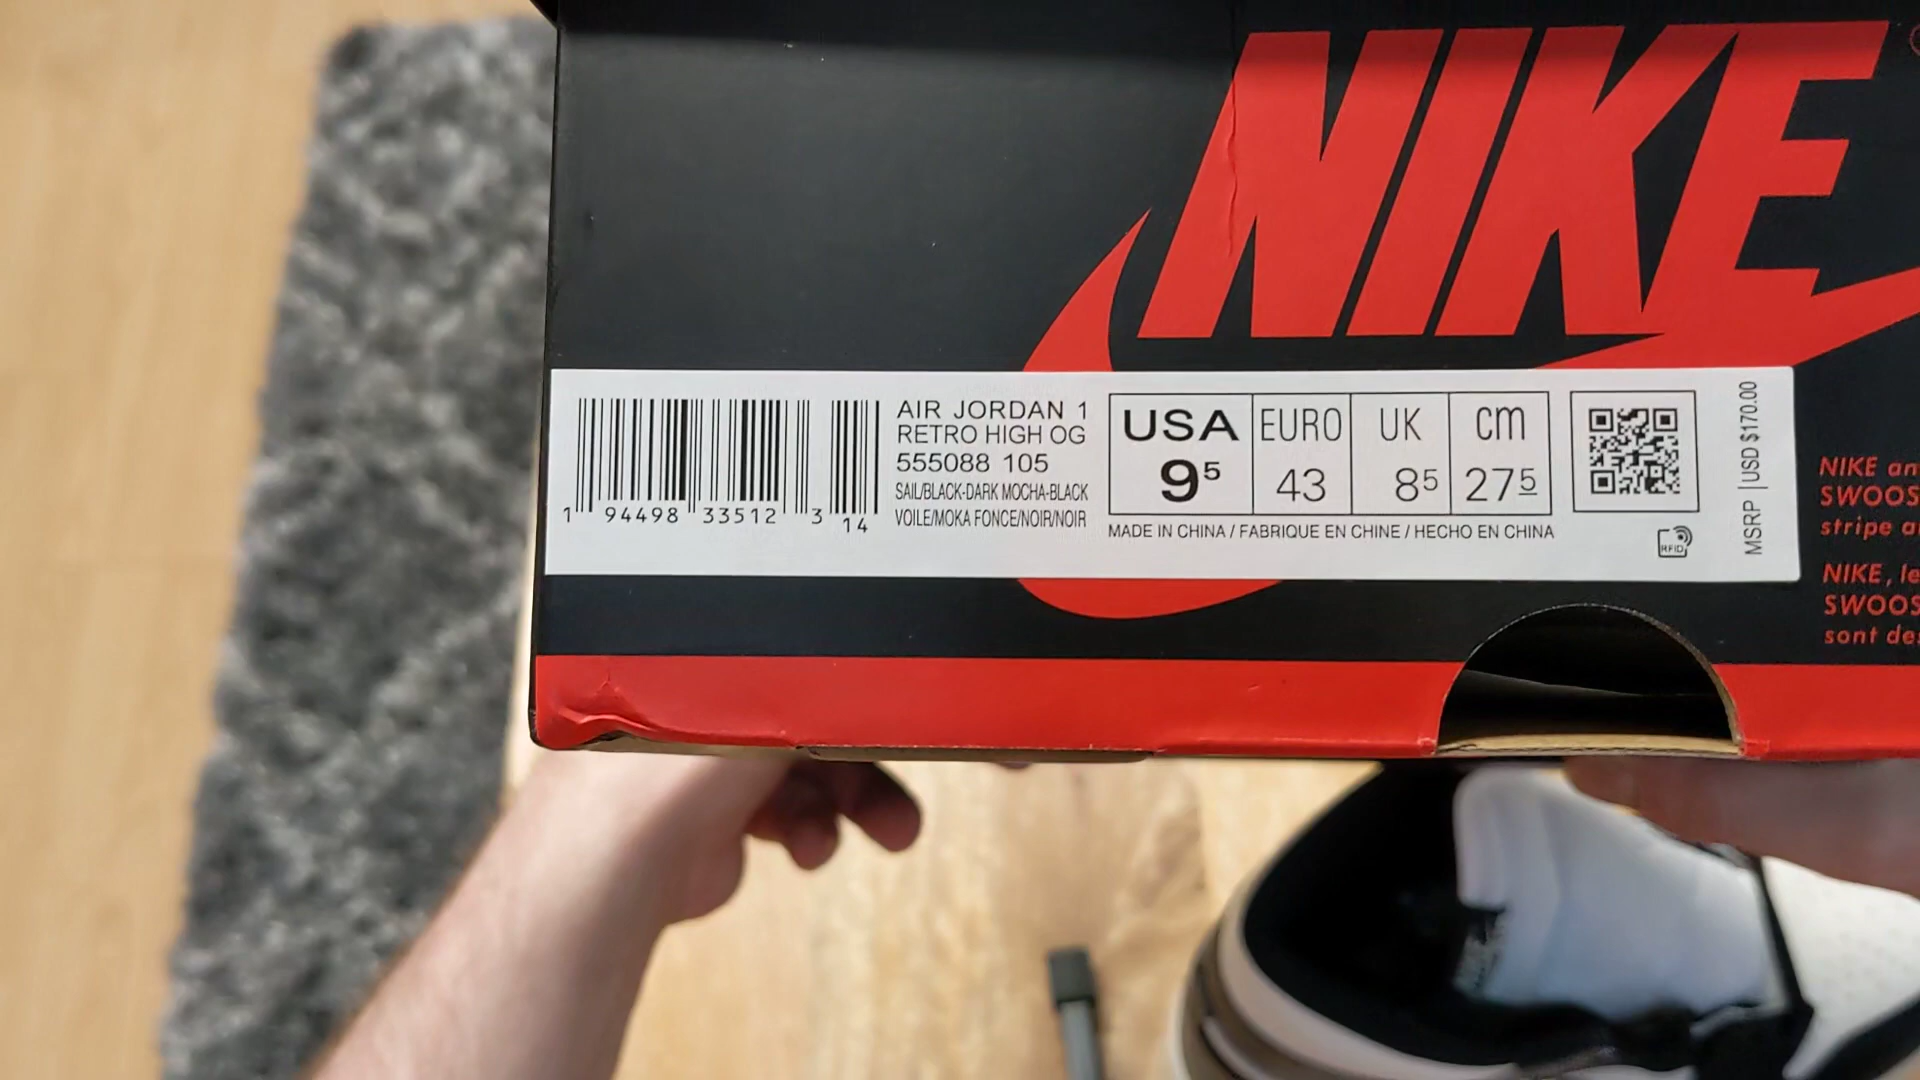 NIKE
1 94498 33512 3 14
AIR JORDAN 1
RETRO HIGH OG
555088 105
SAIL/BLACK-DARK MOCHA-BLACK
VOILE/MOKA FONCE/NOIR/NOIR
USA EURO UK cm
9⁵ 43 8⁵ 27⁵
MADE IN CHINA / FABRIQUE EN CHINE / HECHO EN CHINA
RFID
MSRP | USD $170.00
NIKE an
SWOOS
stripe a
NIKE, le
SWOOS
sont des